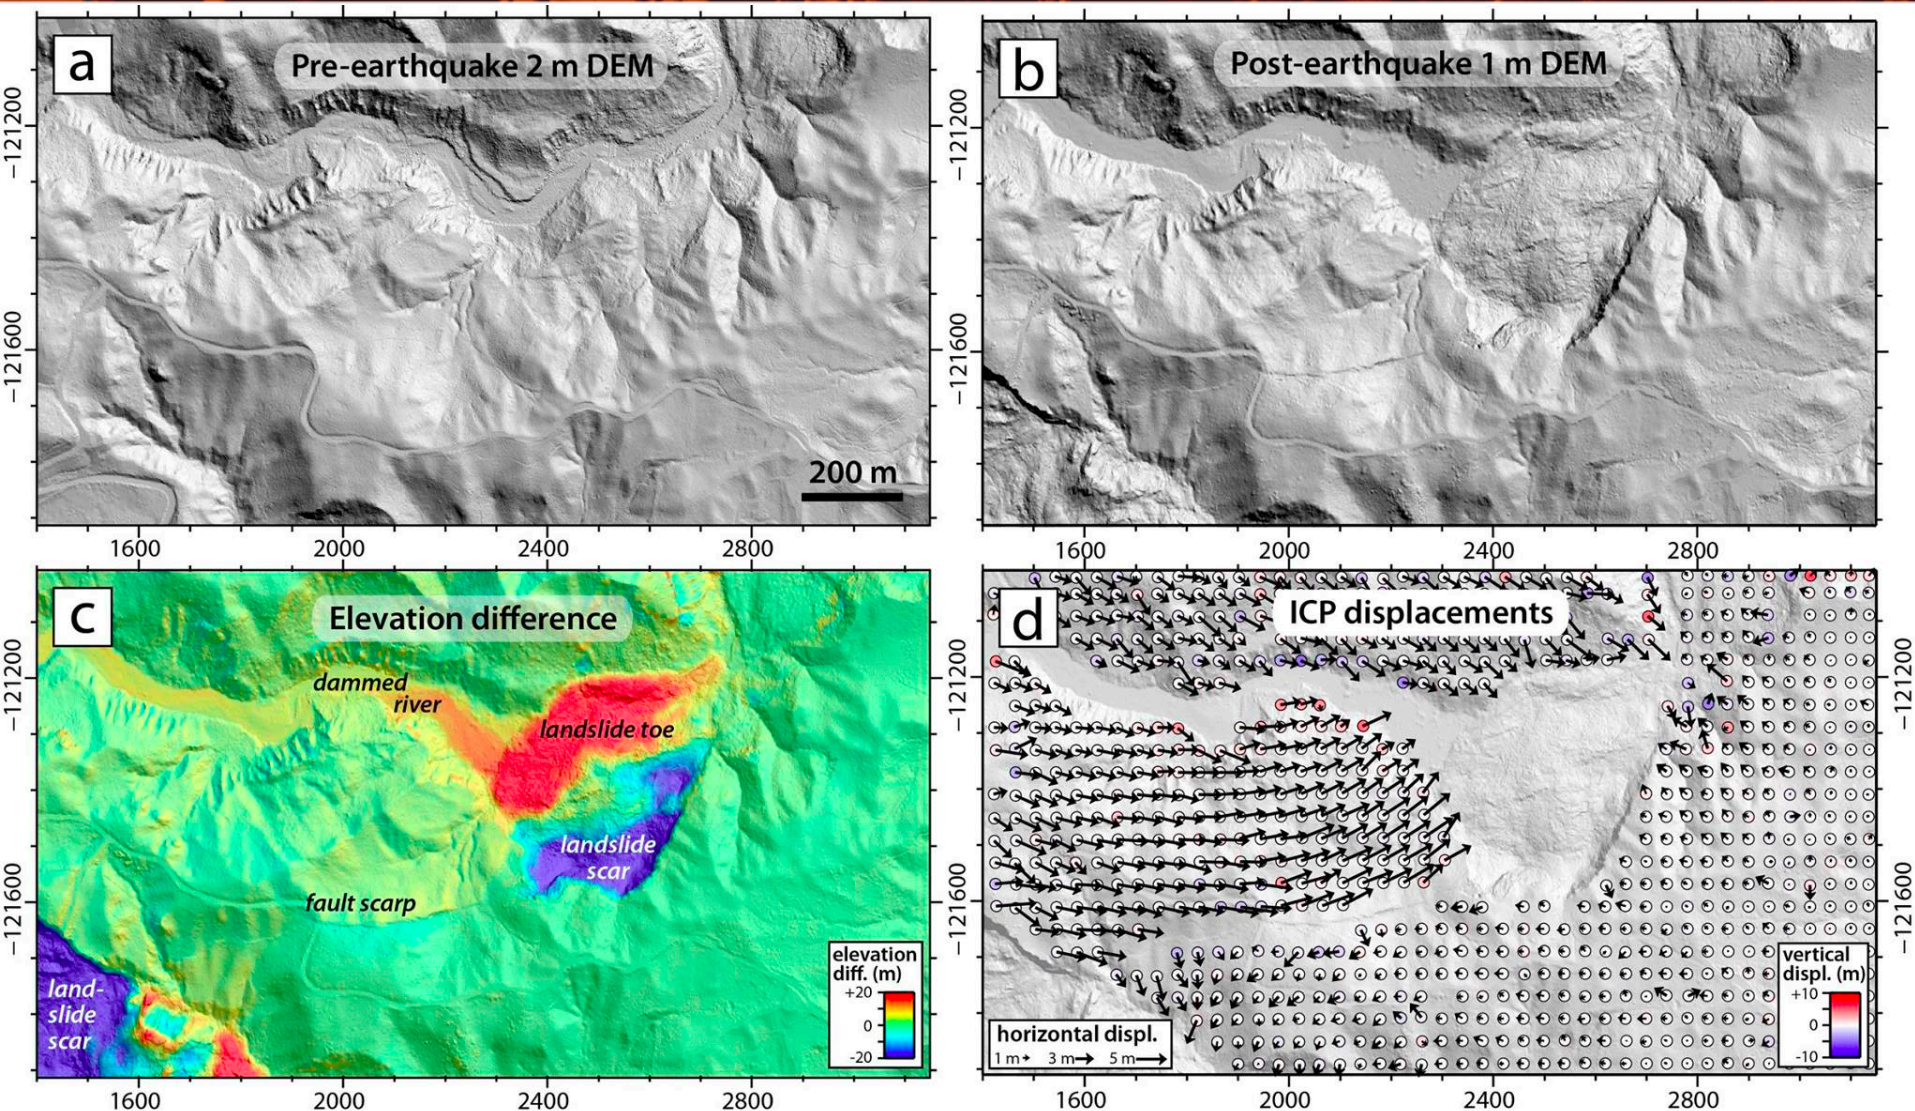 a
Pre-earthquake 2 m DEM
−121200
−121600
200 m
1600 2000 2400 2800
b
Post-earthquake 1 m DEM
−121200
−121600
1600 2000 2400 2800
c
Elevation difference
−121200
−121600
dammed
river
landslide toe
landslide
scar
fault scarp
land-
slide
scar
elevation
diff. (m)
+20
0
-20
1600 2000 2400 2800
d
ICP displacements
−121200
−121600
horizontal displ.
1 m 3 m 5 m
vertical
displ. (m)
+10
0
-10
1600 2000 2400 2800